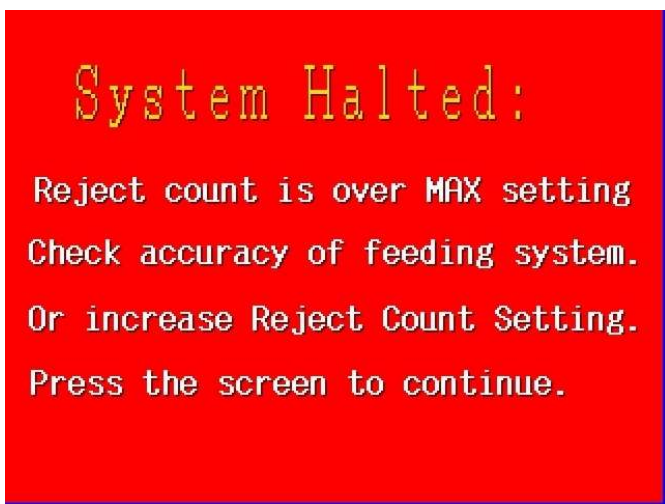 System Halted:
Reject count is over MAX setting
Check accuracy of feeding system.
Or increase Reject Count Setting.
Press the screen to continue.